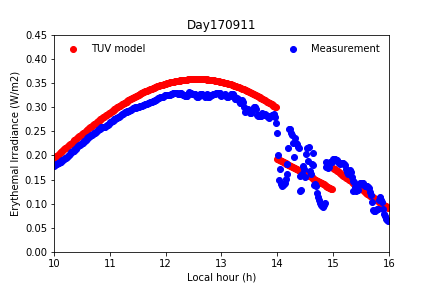 Day170911
TUV model
Measurement
Erythemal Irradiance (W/m2)
0.45
0.40
0.35
0.30
0.25
0.20
0.15
0.10
0.05
0.00
10 11 12 13 14 15 16
Local hour (h)